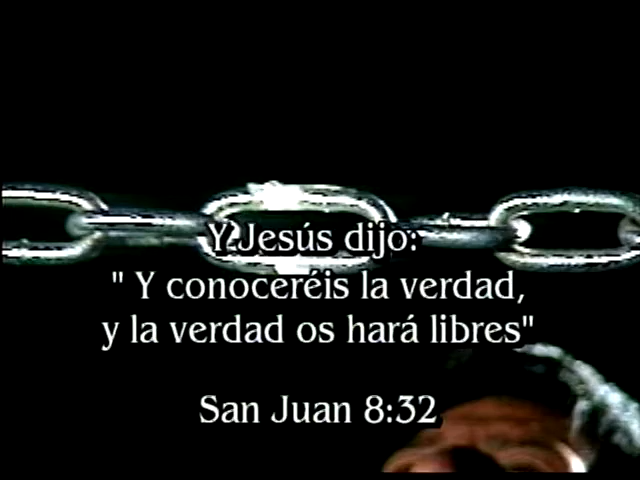 Y Jesús dijo:
" Y conoceréis la verdad,
y la verdad os hará libres"
San Juan 8:32